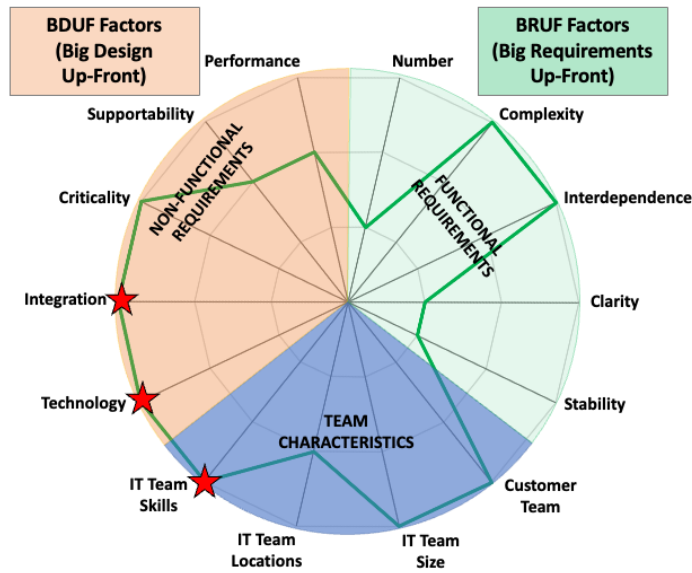 BDUF Factors
(Big Design
Up-Front)
BRUF Factors
(Big Requirements
Up-Front)
Performance
Number
Supportability
Complexity
NON-FUNCTIONAL
REQUIREMENTS
FUNCTIONAL
REQUIREMENTS
Criticality
Interdependence
Integration
Clarity
Technology
Stability
TEAM
CHARACTERISTICS
IT Team
Skills
Customer
Team
IT Team
Locations
IT Team
Size